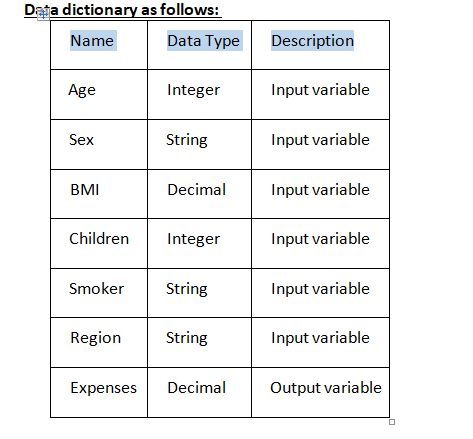 Data dictionary as follows:
Name Data Type Description
Age Integer Input variable
Sex String Input variable
BMI Decimal Input variable
Children Integer Input variable
Smoker String Input variable
Region String Input variable
Expenses Decimal Output variable